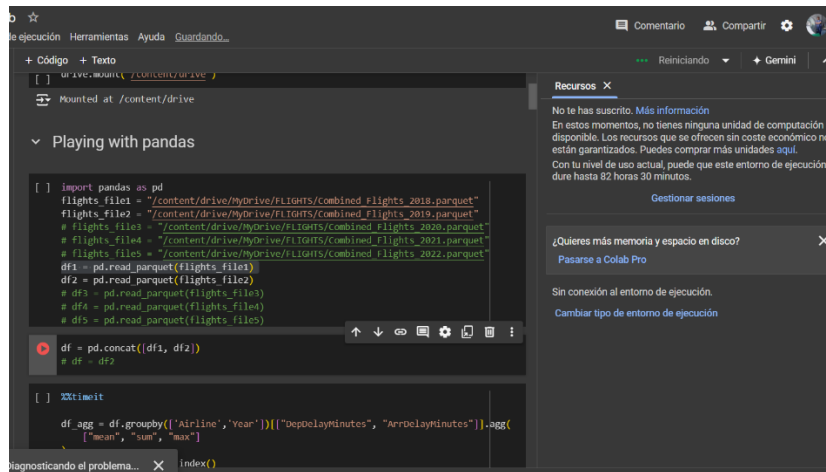 Comentario Compartir
de ejecución Herramientas Ayuda Guardando...
+ Código + Texto
Reiniciando Gemini
[ ] drive.mount('/content/drive')
Mounted at /content/drive
Playing with pandas
[ ] import pandas as pd
flights_file1 = "/content/drive/MyDrive/FLIGHTS/Combined_Flights_2018.parquet"
flights_file2 = "/content/drive/MyDrive/FLIGHTS/Combined_Flights_2019.parquet"
# flights_file3 = "/content/drive/MyDrive/FLIGHTS/Combined_Flights_2020.parquet"
# flights_file4 = "/content/drive/MyDrive/FLIGHTS/Combined_Flights_2021.parquet"
# flights_file5 = "/content/drive/MyDrive/FLIGHTS/Combined_Flights_2022.parquet"
df1 = pd.read_parquet(flights_file1)
df2 = pd.read_parquet(flights_file2)
# df3 = pd.read_parquet(flights_file3)
# df4 = pd.read_parquet(flights_file4)
# df5 = pd.read_parquet(flights_file5)
df = pd.concat([df1, df2])
# df = df2
[ ] %%timeit
df_agg = df.groupby(['Airline','Year'])[["DepDelayMinutes", "ArrDelayMinutes"]].agg(
["mean", "sum", "max"]
)
index()
Diagnosticando el problema... X
Recursos X
No te has suscrito. Más información
En estos momentos, no tienes ninguna unidad de computación
disponible. Los recursos que se ofrecen sin coste económico no
están garantizados. Puedes comprar más unidades aquí.
Con tu nivel de uso actual, puede que este entorno de ejecución
dure hasta 82 horas 30 minutos.
Gestionar sesiones
¿Quieres más memoria y espacio en disco? X
Pasarse a Colab Pro
Sin conexión al entorno de ejecución.
Cambiar tipo de entorno de ejecución